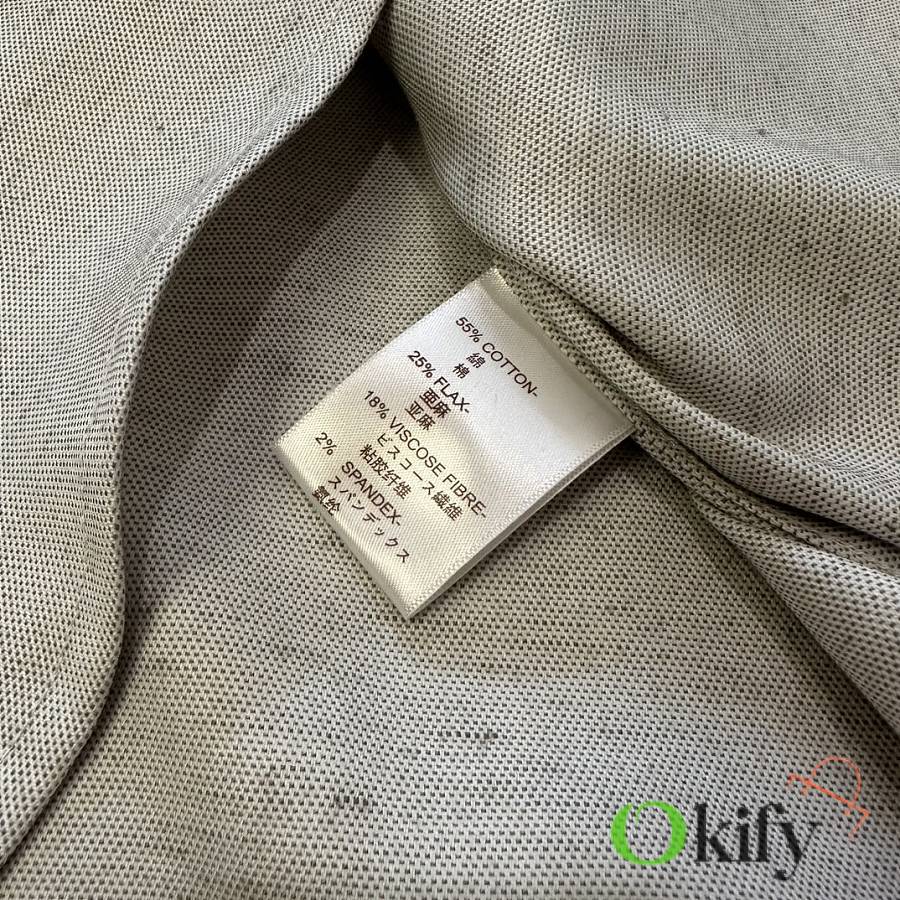 55% COTTON-
綿
棉
25% FLAX-
亜麻
亚麻
18% VISCOSE FIBRE-
ビスコース繊維
粘胶纤维
2% SPANDEX-
スパンデックス
氨纶
Okify